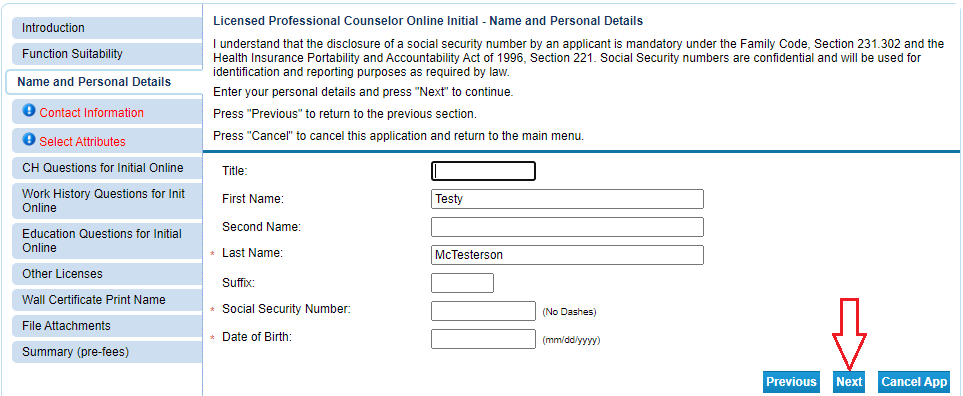 Introduction
Function Suitability
Name and Personal Details
Contact Information
Select Attributes
CH Questions for Initial Online
Work History Questions for Init
Online
Education Questions for Initial
Online
Other Licenses
Wall Certificate Print Name
File Attachments
Summary (pre-fees)
Licensed Professional Counselor Online Initial - Name and Personal Details
I understand that the disclosure of a social security number by an applicant is mandatory under the Family Code, Section 231.302 and the
Health Insurance Portability and Accountability Act of 1996, Section 221. Social Security numbers are confidential and will be used for
identification and reporting purposes as required by law.
Enter your personal details and press "Next" to continue.
Press "Previous" to return to the previous section.
Press "Cancel" to cancel this application and return to the main menu.
Title:
First Name: Testy
Second Name:
* Last Name: McTesterson
Suffix:
* Social Security Number: (No Dashes)
* Date of Birth: (mm/dd/yyyy)
Previous Next Cancel App